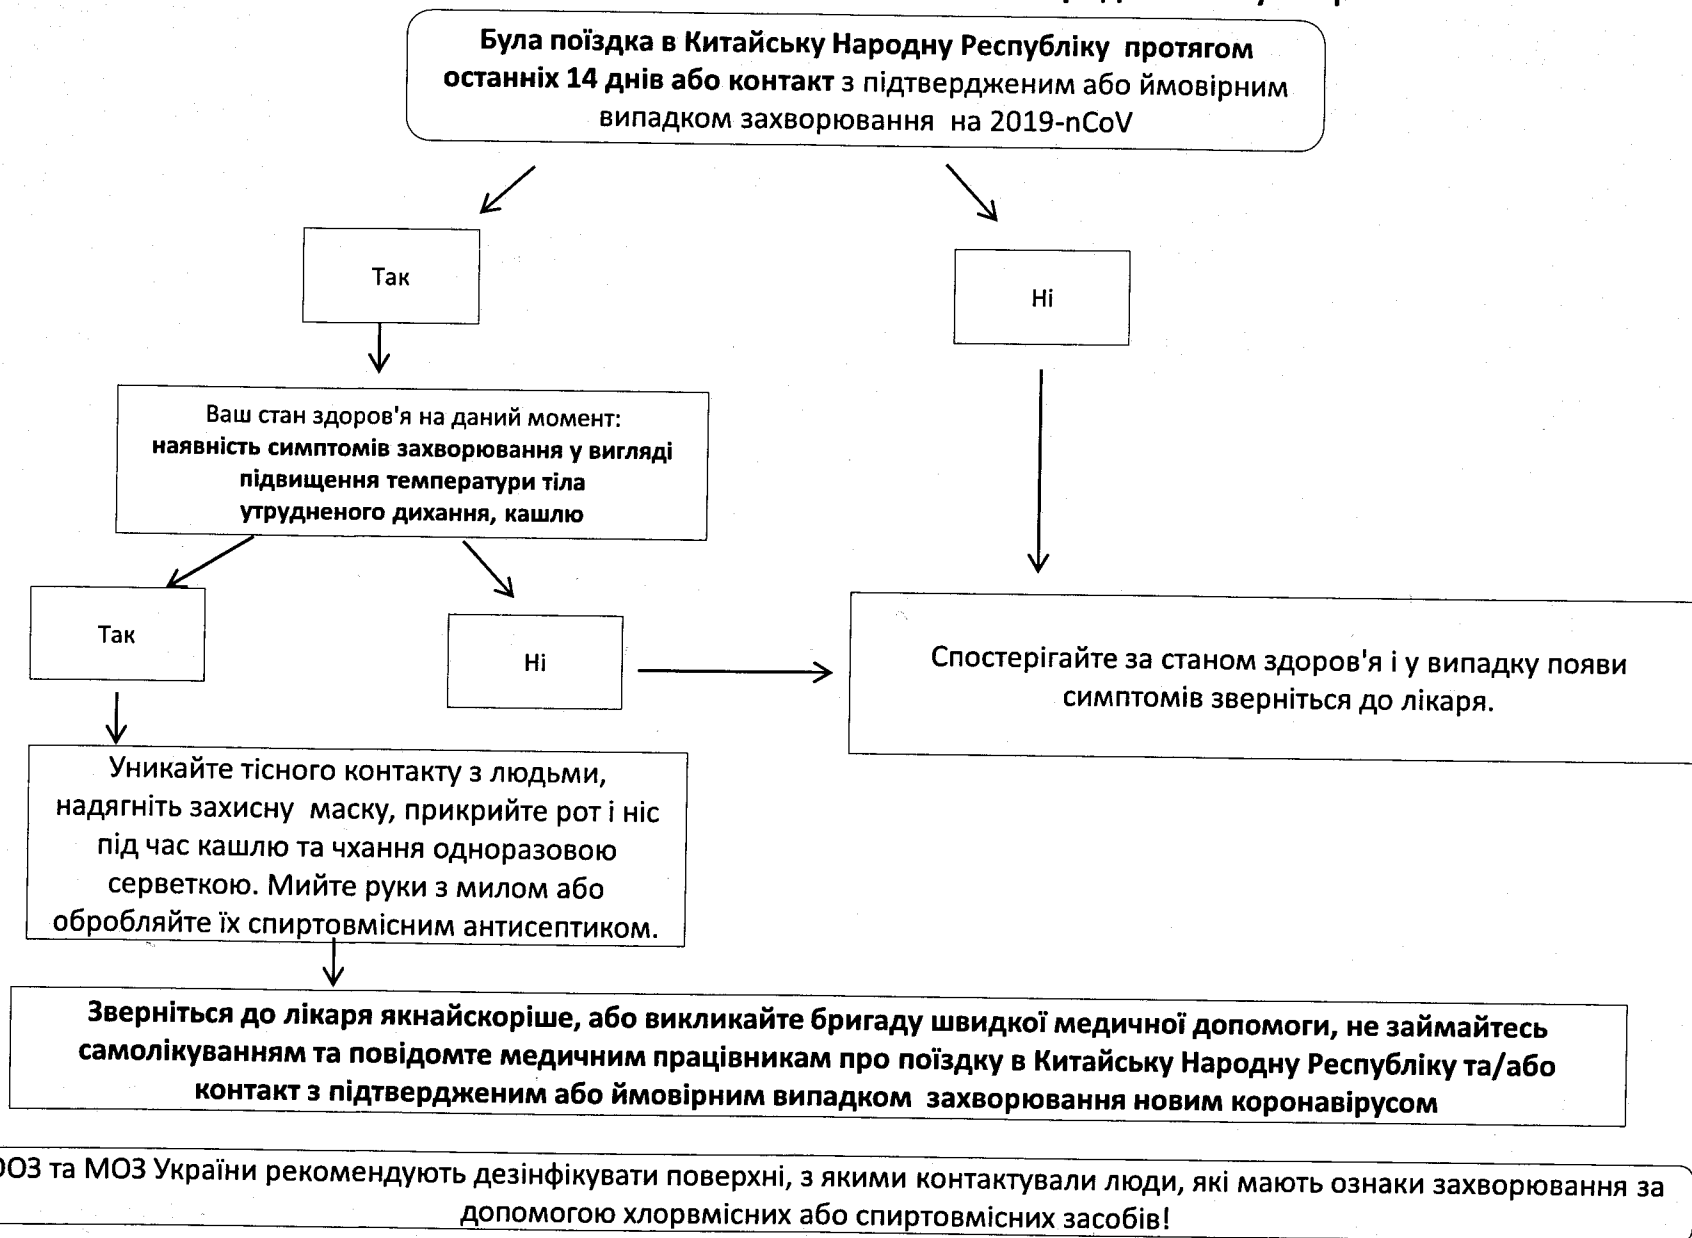 Була поїздка в Китайську Народну Республіку протягом
останніх 14 днів або контакт з підтвердженим або ймовірним
випадком захворювання на 2019-nCoV
Так
Ні
Ваш стан здоров'я на даний момент:
наявність симптомів захворювання у вигляді
підвищення температури тіла
утрудненого дихання, кашлю
Так
Ні
Спостерігайте за станом здоров'я і у випадку появи
симптомів зверніться до лікаря.
Уникайте тісного контакту з людьми,
надягніть захисну маску, прикрийте рот і ніс
під час кашлю та чхання одноразовою
серветкою. Мийте руки з милом або
обробляйте їх спиртовмісним антисептиком.
Зверніться до лікаря якнайскоріше, або викликайте бригаду швидкої медичної допомоги, не займайтесь
самолікуванням та повідомте медичним працівникам про поїздку в Китайську Народну Республіку та/або
контакт з підтвердженим або ймовірним випадком захворювання новим коронавірусом
та МОЗ України рекомендують дезінфікувати поверхні, з якими контактували люди, які мають ознаки захворювання за
допомогою хлорвмісних або спиртовмісних засобів!